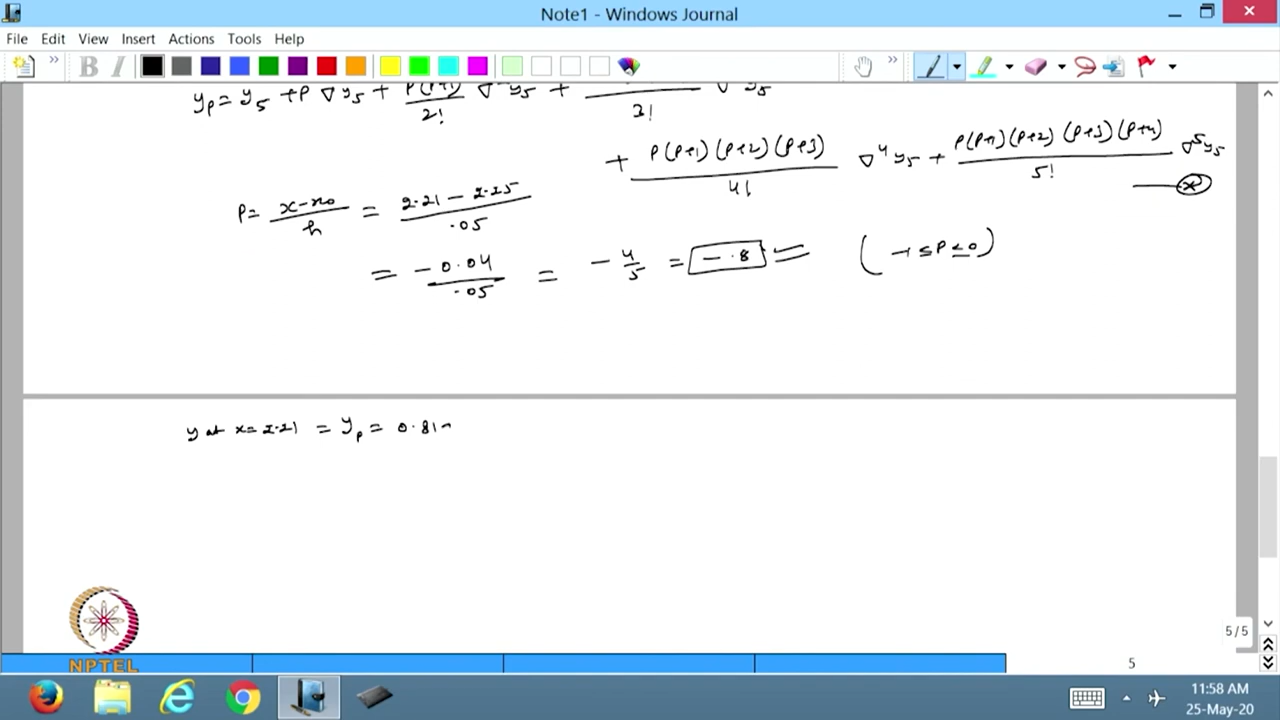 Note1 - Windows Journal
File Edit View Insert Actions Tools Help
yp = y5 + P ∇y5 + P(P+1)/2! ∇²y5 + /3! ∇ y5
+ P(P+1)(P+2)(P+3)/4! ∇⁴y5 + P(P+1)(P+2)(P+3)(P+4)/5! ∇⁵y5
P = x-x0/h = 2.21 - 2.25/.05
= -0.04/.05 = -4/5 = -.8 (-1 ≤ P ≤ 0)
y at x = 2.21 = yp = 0.81
5/5
NPTEL
5
11:58 AM
25-May-20